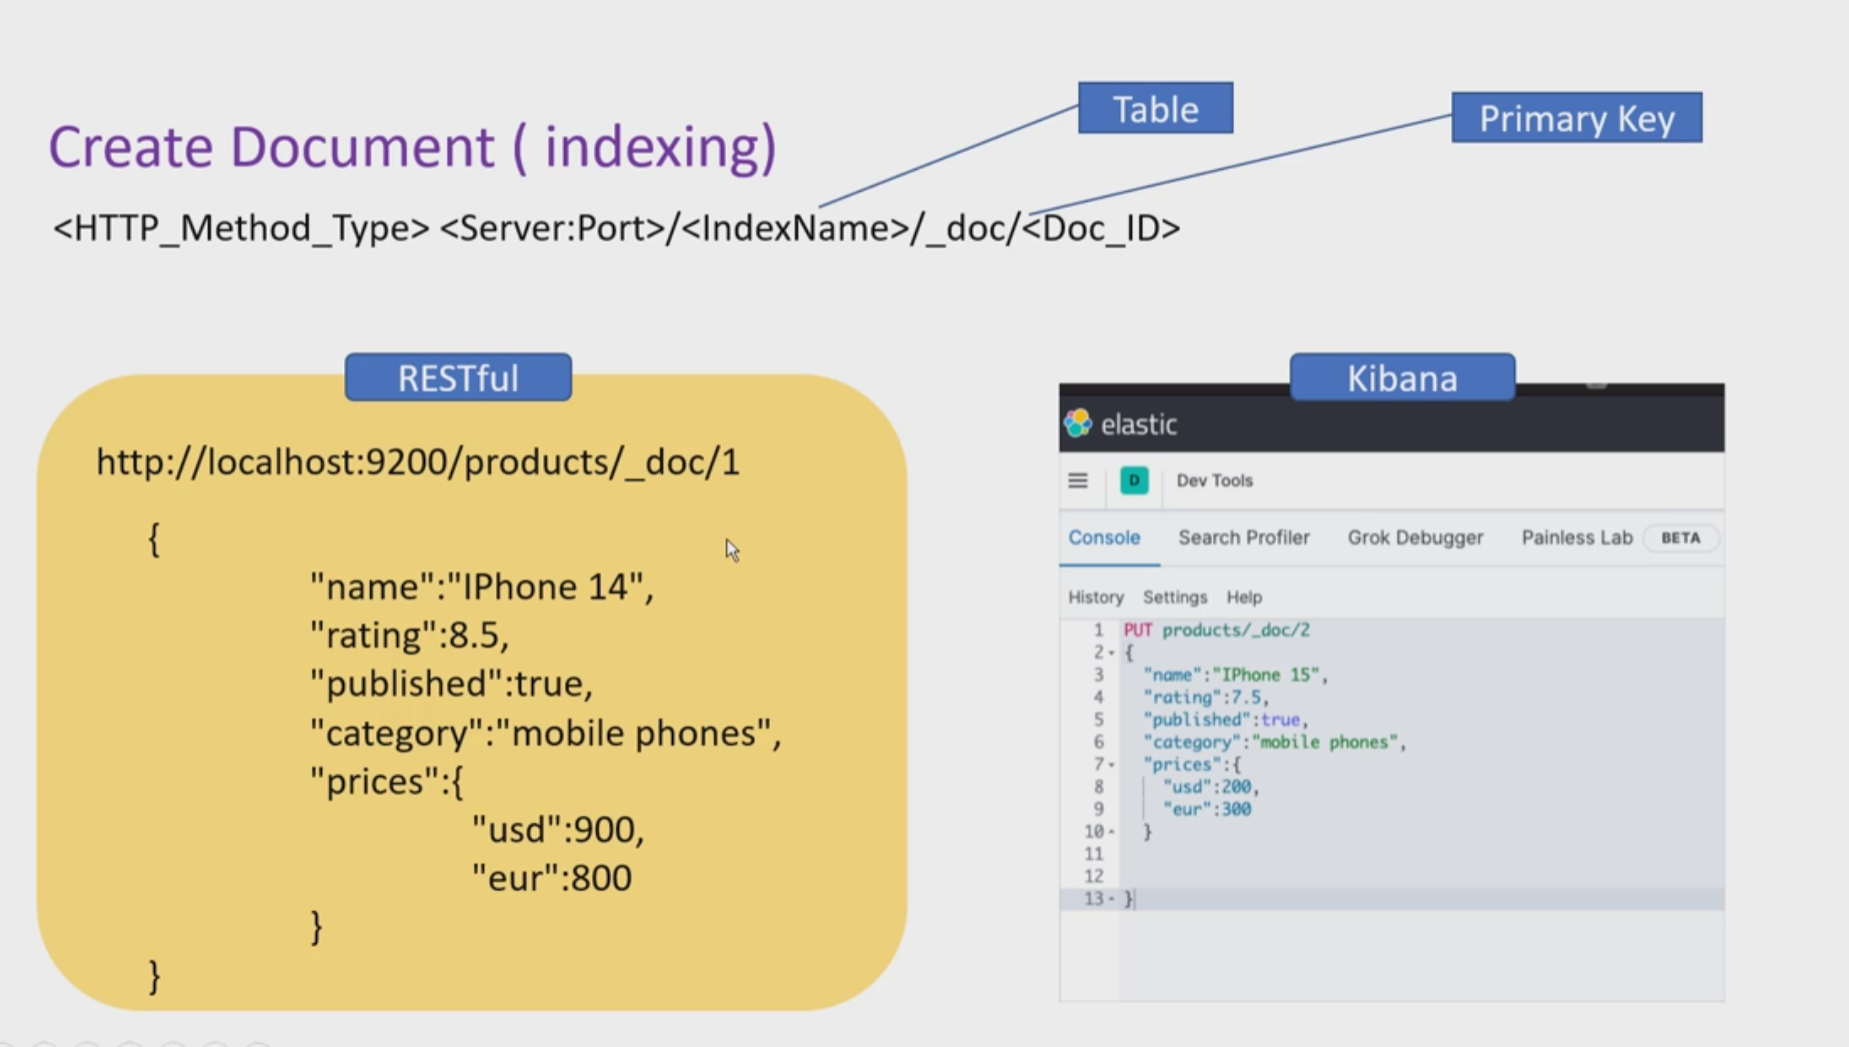 Table
Primary Key
Create Document ( indexing)
<HTTP_Method_Type> <Server:Port>/<IndexName>/_doc/<Doc_ID>
RESTful
http://localhost:9200/products/_doc/1
{
"name":"IPhone 14",
"rating":8.5,
"published":true,
"category":"mobile phones",
"prices":{
"usd":900,
"eur":800
}
}
Kibana
elastic
D Dev Tools
Console Search Profiler Grok Debugger Painless Lab BETA
History Settings Help
1 PUT products/_doc/2
2 {
3 "name":"IPhone 15",
4 "rating":7.5,
5 "published":true,
6 "category":"mobile phones",
7 "prices":{
8 "usd":200,
9 "eur":300
10 }
11
12
13 }